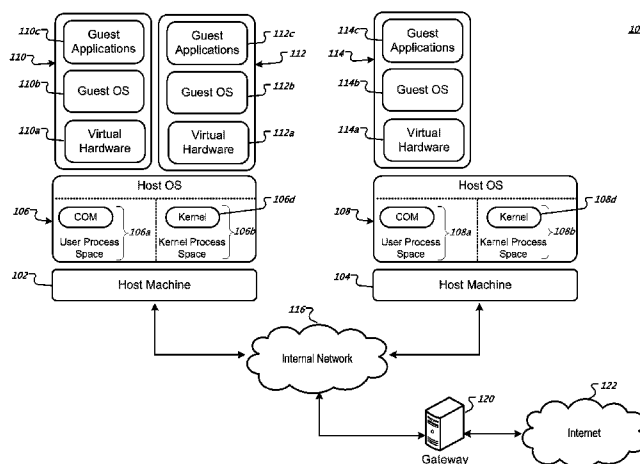 110c
Guest
Applications
110
110b
Guest OS
110a
Virtual
Hardware
112c
Guest
Applications
112
112b
Guest OS
112a
Virtual
Hardware
114c
Guest
Applications
114
114b
Guest OS
114a
Virtual
Hardware
Host OS
106
COM
106a
User Process
Space
Kernel
106d
106b
Kernel Process
Space
102
Host Machine
Host OS
108
COM
108a
User Process
Space
Kernel
108d
108b
Kernel Process
Space
104
Host Machine
116
Internal Network
120
Gateway
122
Internet